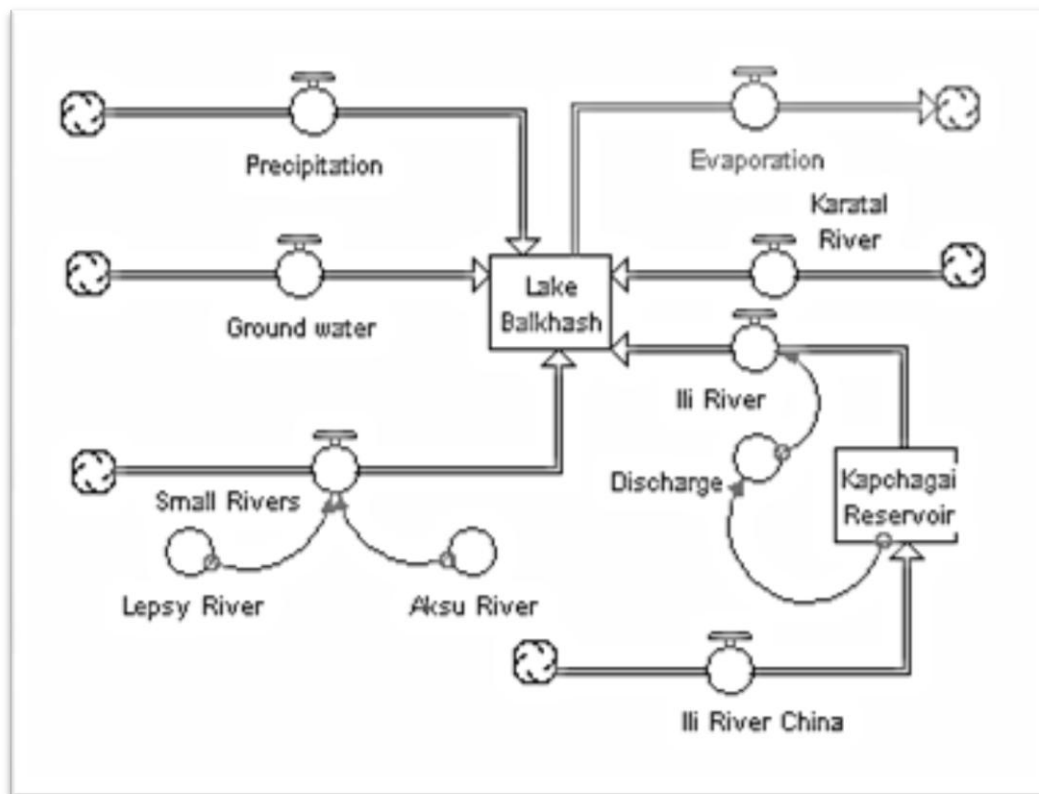 Precipitation
Evaporation
Karatal
River
Ground water
Lake
Balkhash
Ili River
Small Rivers
Discharge
Kapchagai
Reservoir
Lepsy River
Aksu River
Ili River China